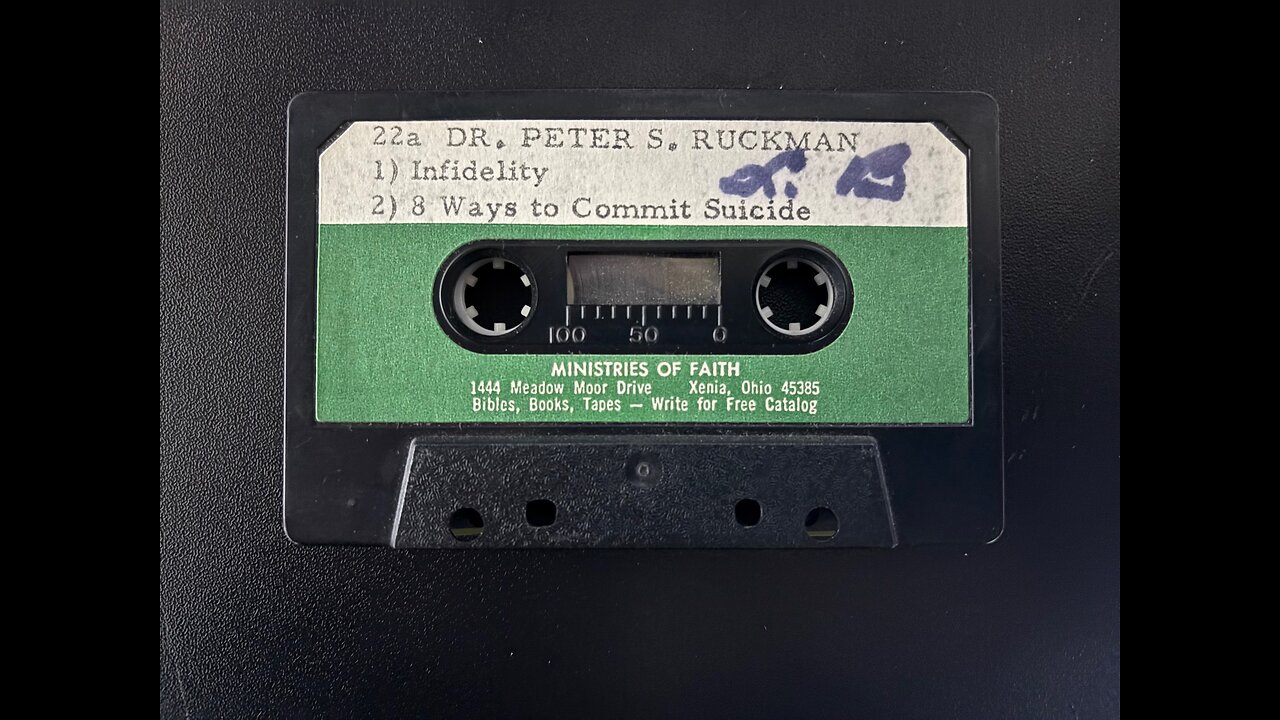 22a DR. PETER S. RUCKMAN
1) Infidelity
2) 8 Ways to Commit Suicide
100 50 0
MINISTRIES OF FAITH
1444 Meadow Moor Drive Xenia, Ohio 45385
Bibles, Books, Tapes — Write for Free Catalog